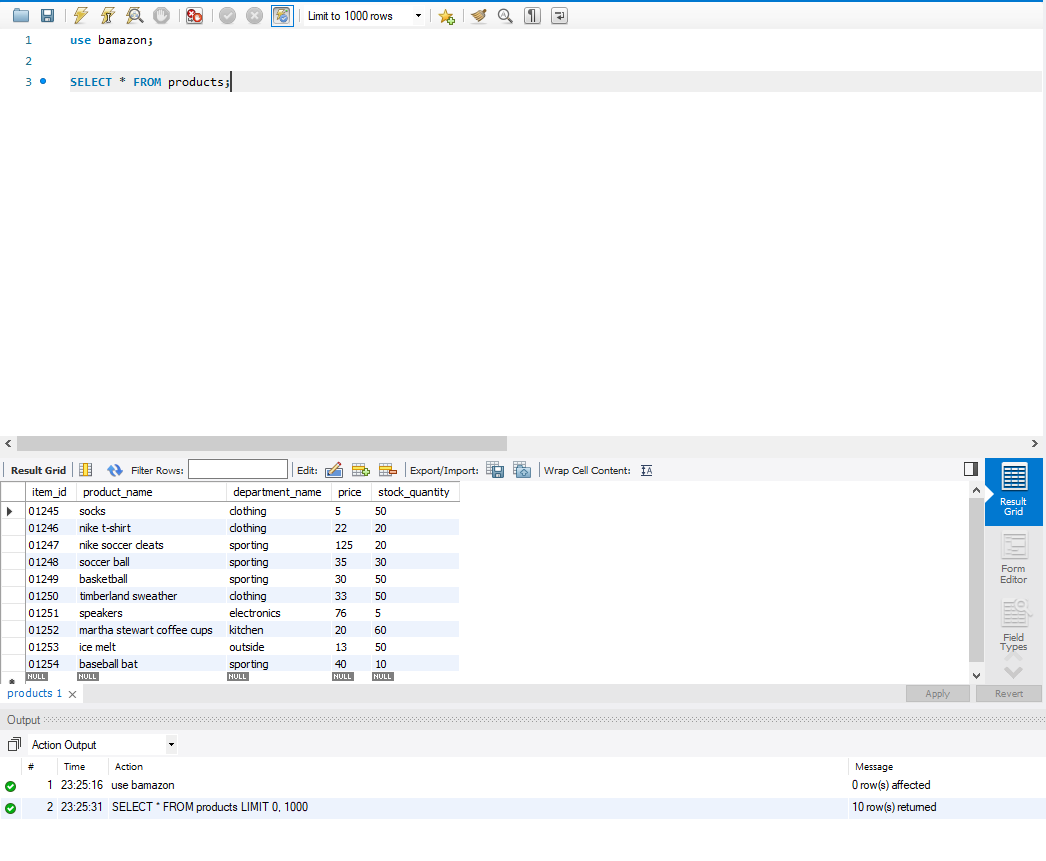 Limit to 1000 rows
1 use bamazon;
2
3 SELECT * FROM products;
Result Grid Filter Rows: Edit: Export/Import: Wrap Cell Content:
item_id product_name department_name price stock_quantity
01245 socks clothing 5 50
01246 nike t-shirt clothing 22 20
01247 nike soccer cleats sporting 125 20
01248 soccer ball sporting 35 30
01249 basketball sporting 30 50
01250 timberland sweather clothing 33 50
01251 speakers electronics 76 5
01252 martha stewart coffee cups kitchen 20 60
01253 ice melt outside 13 50
01254 baseball bat sporting 40 10
NULL NULL NULL NULL NULL
Result
Grid
Form
Editor
Field
Types
products 1 Apply Revert
Output
Action Output
# Time Action Message
1 23:25:16 use bamazon 0 row(s) affected
2 23:25:31 SELECT * FROM products LIMIT 0, 1000 10 row(s) returned